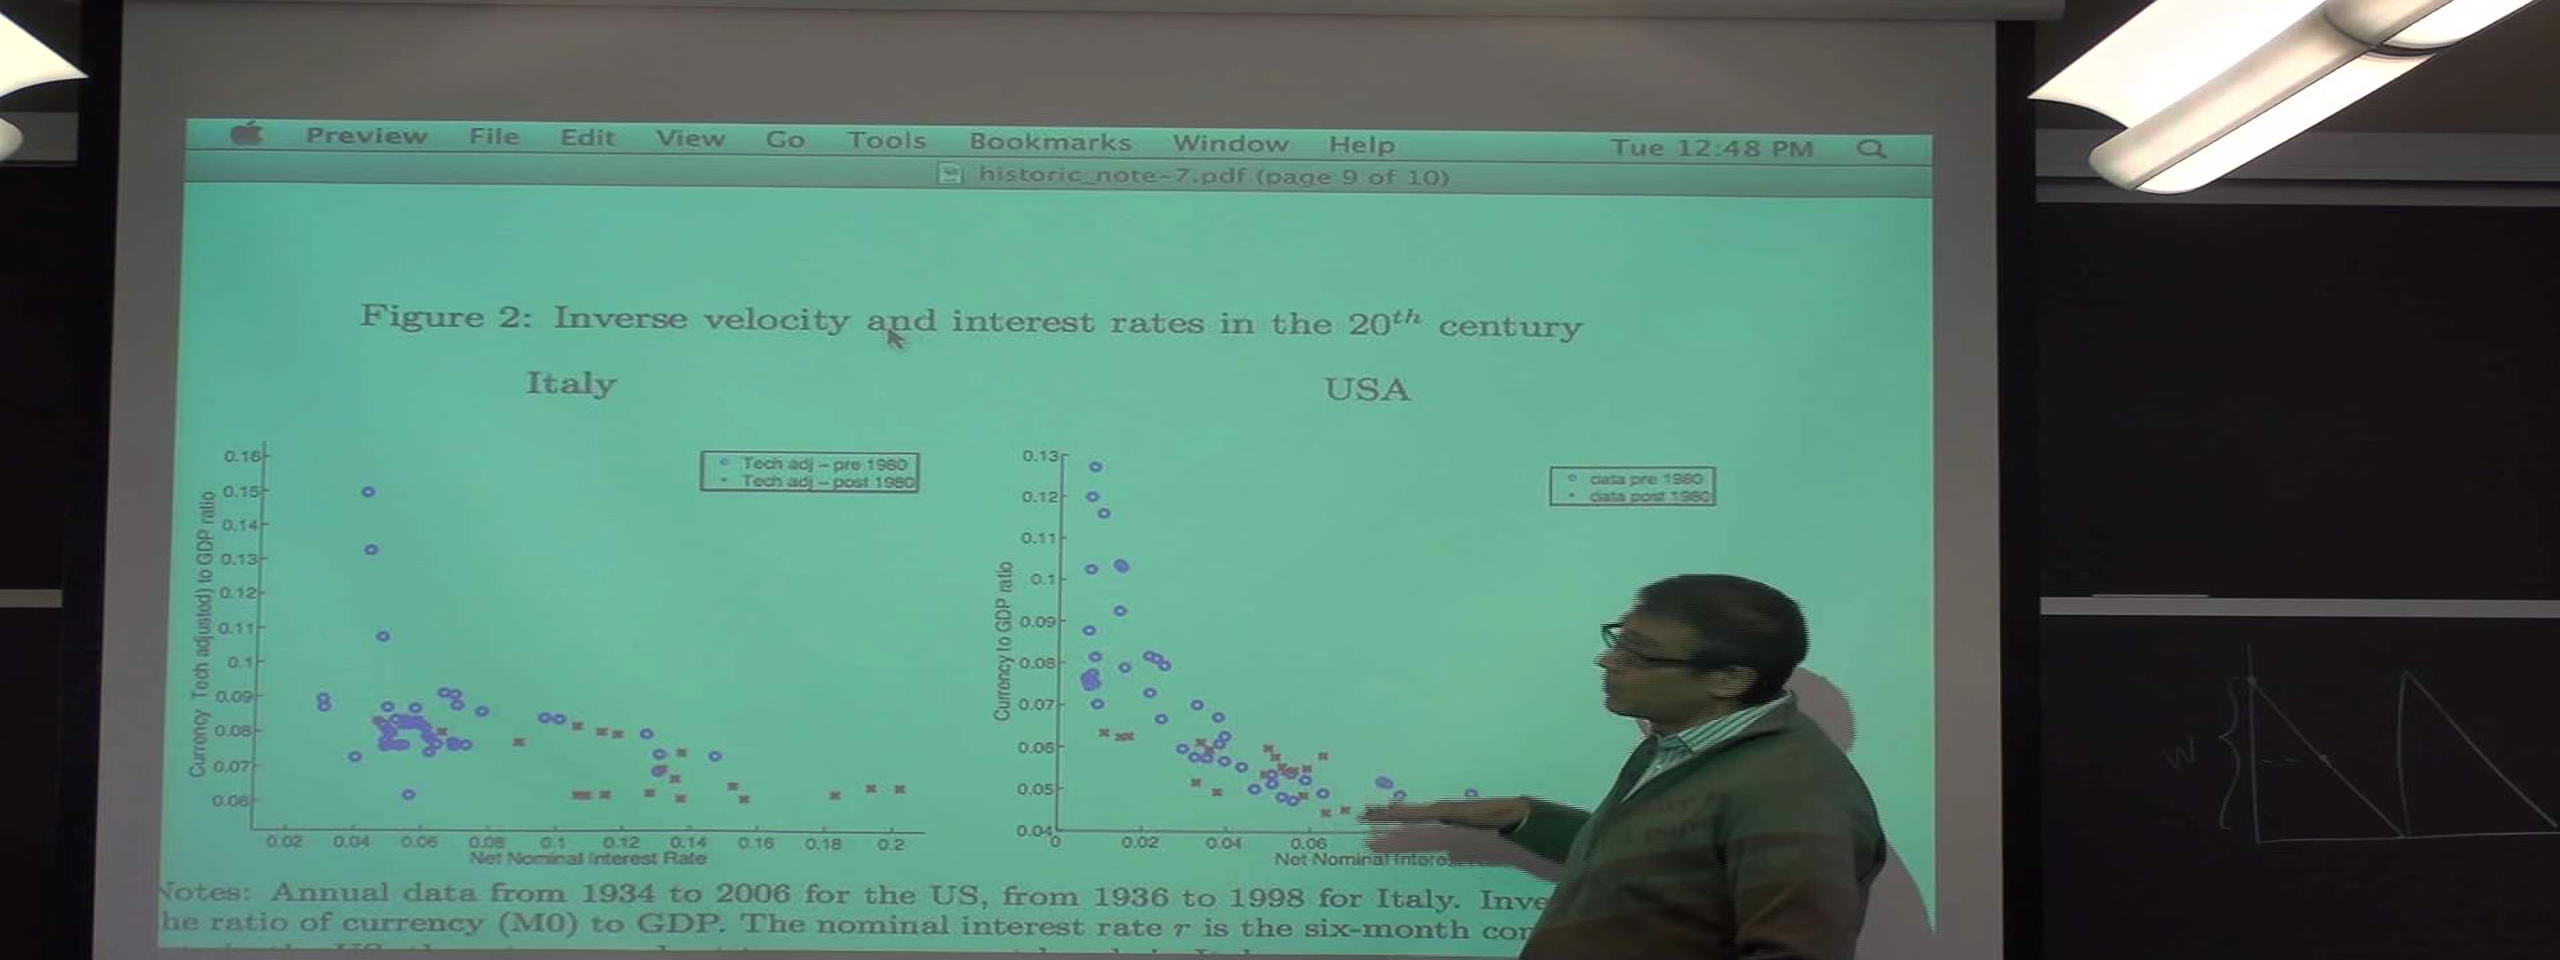 Preview File Edit View Go Tools Bookmarks Window Help Tue 12:48 PM
historic_note-7.pdf (page 9 of 10)
Figure 2: Inverse velocity and interest rates in the 20th century
Italy
USA
Tech adj – pre 1980
Tech adj – post 1980
0.16
0.15
0.14
0.13
0.12
0.11
0.1
0.09
0.08
0.07
0.06
Currency Tech adjusted) to GDP ratio
0.02 0.04 0.06 0.08 0.1 0.12 0.14 0.16 0.18 0.2
Net Nominal Interest Rate
data pre 1980
data post 1980
0.13
0.12
0.11
0.1
0.09
0.08
0.07
0.06
0.05
0.04
Currency to GDP ratio
0 0.02 0.04 0.06
Net Nominal Intere
Notes: Annual data from 1934 to 2006 for the US, from 1936 to 1998 for Italy. Inve
he ratio of currency (M0) to GDP. The nominal interest rate r is the six-month
W